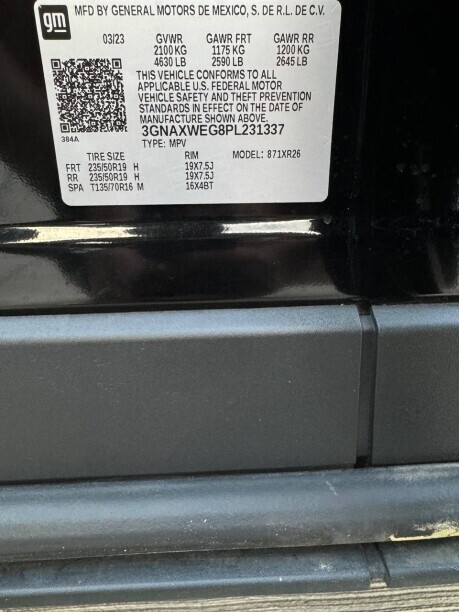 gm
MFD BY GENERAL MOTORS DE MEXICO, S. DE R.L. DE C.V.
03/23 GVWR GAWR FRT GAWR RR
2100 KG 1175 KG 1200 KG
4630 LB 2590 LB 2645 LB
THIS VEHICLE CONFORMS TO ALL
APPLICABLE U.S. FEDERAL MOTOR
VEHICLE SAFETY AND THEFT PREVENTION
STANDARDS IN EFFECT ON THE DATE OF
MANUFACTURE SHOWN ABOVE.
384A
3GNAXWEG8PL231337
TYPE: MPV MODEL: 871XR26
TIRE SIZE RIM
FRT 235/50R19 H 19X7.5J
RR 235/50R19 H 19X7.5J
SPA T135/70R16 M 16X4BT